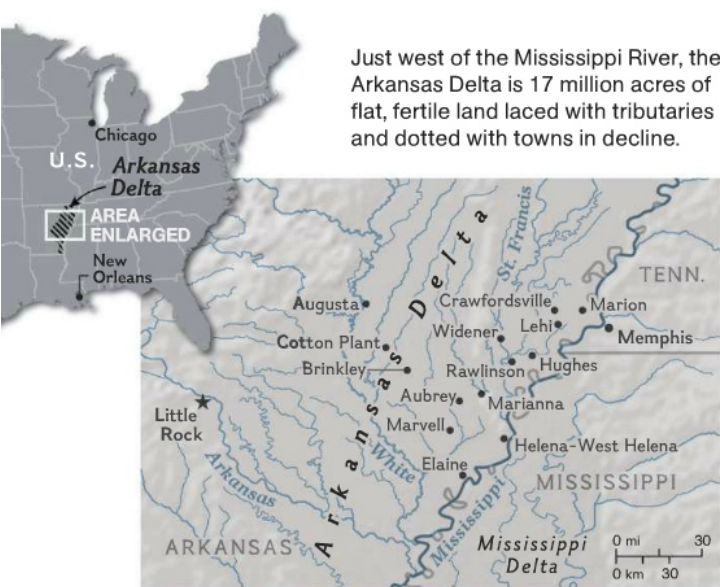 Just west of the Mississippi River, the
Arkansas Delta is 17 million acres of
flat, fertile land laced with tributaries
and dotted with towns in decline.
Chicago
U.S.
Arkansas
Delta
AREA
ENLARGED
New
Orleans
Arkansas Delta
St. Francis
TENN.
Augusta
Crawfordsville
Marion
Lehi
Widener
Memphis
Cotton Plant
Brinkley
Rawlinson
Hughes
Aubrey
Marianna
Little
Rock
Marvell
Helena-West Helena
White
Elaine
Arkansas
MISSISSIPPI
Mississippi
ARKANSAS
Mississippi
Delta
0 mi 30
0 km 30